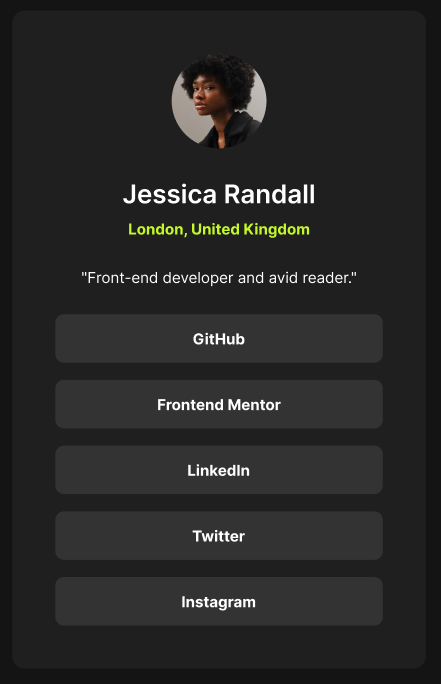 Jessica Randall
London, United Kingdom
"Front-end developer and avid reader."
GitHub
Frontend Mentor
LinkedIn
Twitter
Instagram